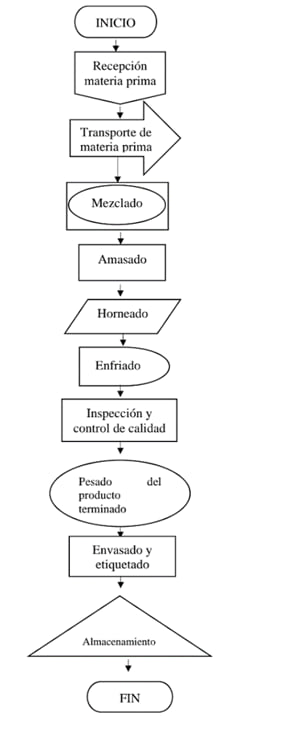 INICIO
Recepción
materia prima
Transporte de
materia prima
Mezclado
Amasado
Horneado
Enfriado
Inspección y
control de calidad
Pesado del
producto
terminado
Envasado y
etiquetado
Almacenamiento
FIN